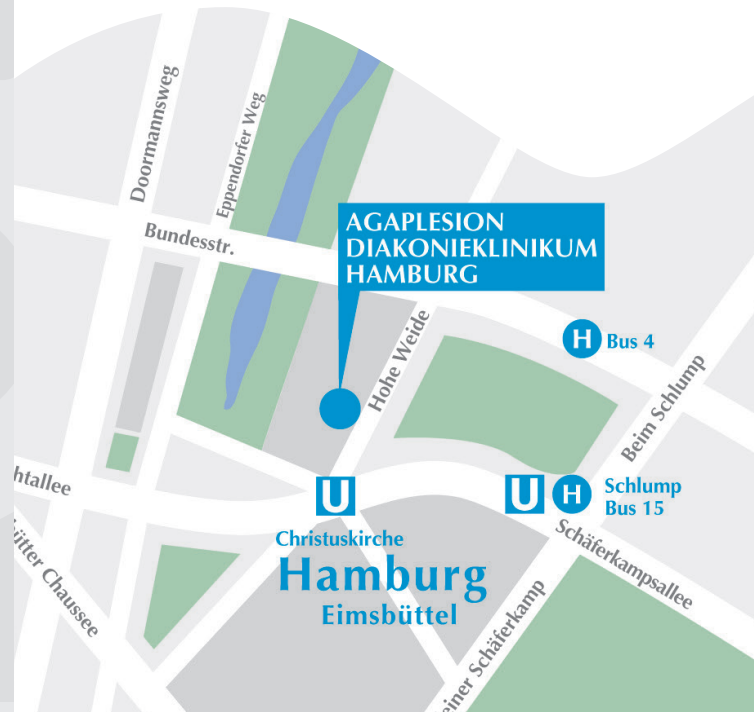 Doormannsweg
Eppendorfer Weg
Bundesstr.
AGAPLESION
DIAKONIEKLINIKUM
HAMBURG
Hohe Weide
H Bus 4
Beim Schlump
htallee
U
U H Schlump
Bus 15
Christuskirche
Hamburg
Eimsbüttel
Schäferkampsallee
ütter Chaussee
einer Schäferkamp